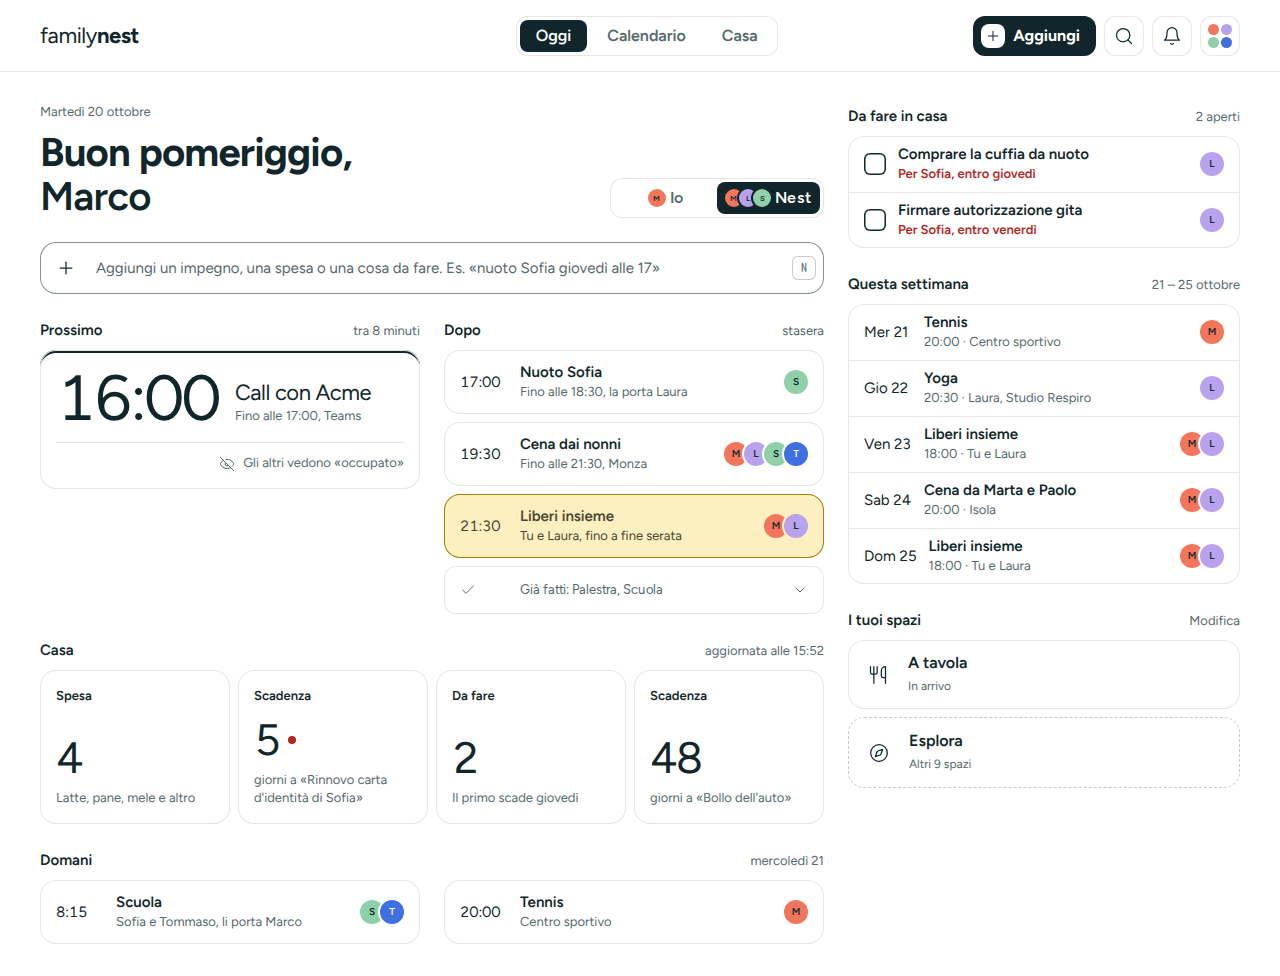 familynest
Oggi
Calendario
Casa
Aggiungi
Martedì 20 ottobre
Buon pomeriggio,
Marco
M Io
M L S Nest
Aggiungi un impegno, una spesa o una cosa da fare. Es. «nuoto Sofia giovedì alle 17»
N
Prossimo
tra 8 minuti
16:00
Call con Acme
Fino alle 17:00, Teams
Gli altri vedono «occupato»
Dopo
stasera
17:00
Nuoto Sofia
Fino alle 18:30, la porta Laura
S
19:30
Cena dai nonni
Fino alle 21:30, Monza
M L S T
21:30
Liberi insieme
Tu e Laura, fino a fine serata
M L
Già fatti: Palestra, Scuola
Casa
aggiornata alle 15:52
Spesa
4
Latte, pane, mele e altro
Scadenza
5
giorni a «Rinnovo carta
d'identità di Sofia»
Da fare
2
Il primo scade giovedì
Scadenza
48
giorni a «Bollo dell'auto»
Domani
mercoledì 21
8:15
Scuola
Sofia e Tommaso, li porta Marco
S T
20:00
Tennis
Centro sportivo
M
Da fare in casa
2 aperti
Comprare la cuffia da nuoto
Per Sofia, entro giovedì
L
Firmare autorizzazione gita
Per Sofia, entro venerdì
L
Questa settimana
21 – 25 ottobre
Mer 21
Tennis
20:00 · Centro sportivo
M
Gio 22
Yoga
20:30 · Laura, Studio Respiro
L
Ven 23
Liberi insieme
18:00 · Tu e Laura
M L
Sab 24
Cena da Marta e Paolo
20:00 · Isola
M L
Dom 25
Liberi insieme
18:00 · Tu e Laura
M L
I tuoi spazi
Modifica
A tavola
In arrivo
Esplora
Altri 9 spazi